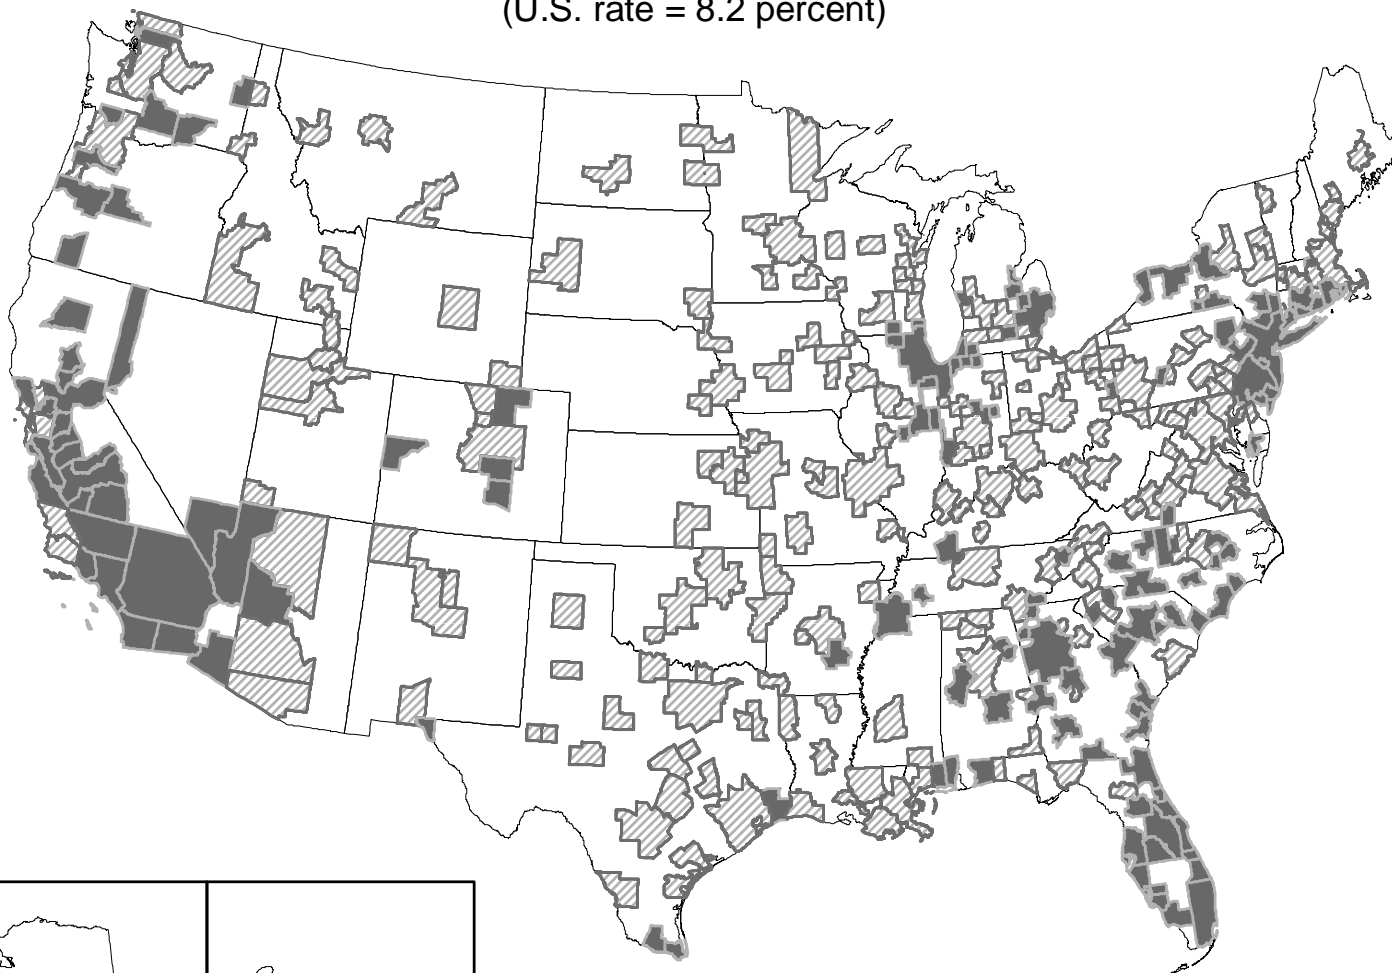 (U.S. rate = 8.2 percent)